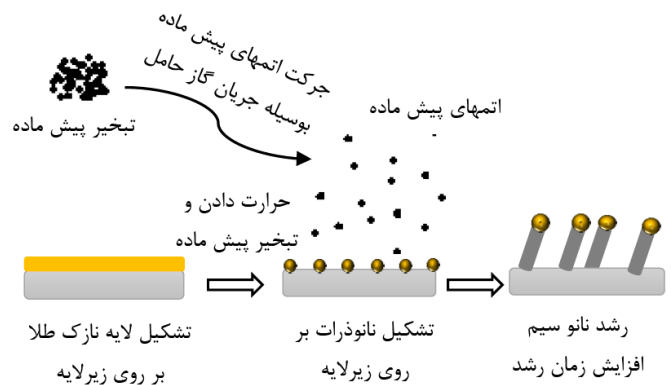 جرکت اتمهای پیش ماده
بوسیله جریان گاز حامل
تبخیر پیش ماده
اتمهای پیش ماده
حرارت دادن و
تبخیر پیش ماده
تشکیل لایه نازک طلا
بر روی زیرلایه
تشکیل نانوذرات بر
روی زیرلایه
رشد نانو سیم
افزایش زمان رشد